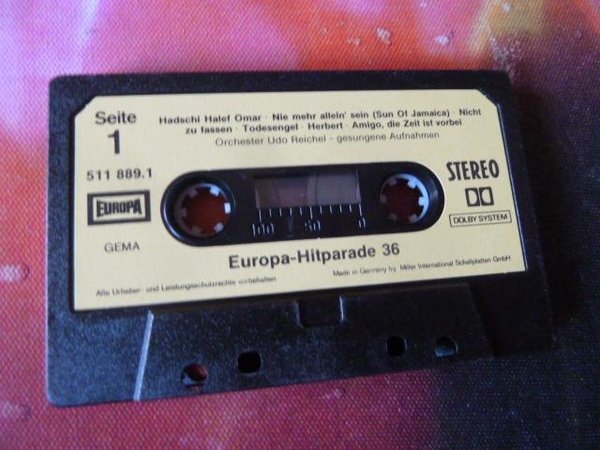 Seite
1
Hadschi Halef Omar · Nie mehr allein' sein (Sun Of Jamaica) · Nicht
zu fassen · Todesengel · Herbert · Amigo, die Zeit ist vorbei
Orchester Udo Reichel - gesungene Aufnahmen
511 889.1
EUROPA
GEMA
STEREO
DOLBY SYSTEM
100 50 0
Europa-Hitparade 36
Alle Urheber- und Leistungsschutzrechte vorbehalten
Made in Germany by Miller International Schallplatten GmbH